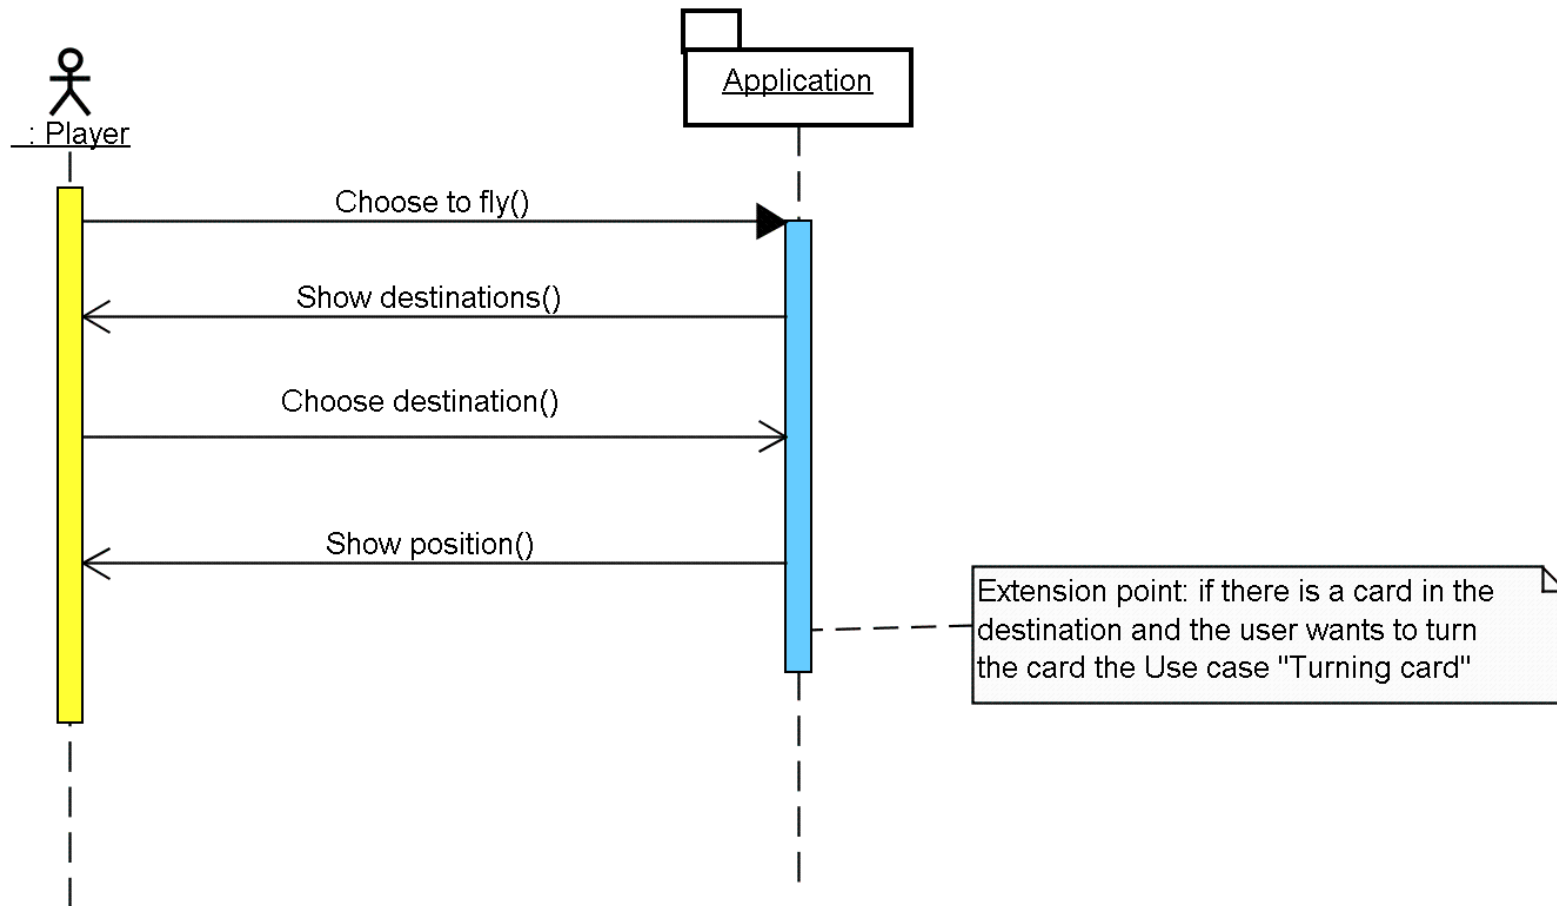 Application
: Player
Choose to fly()
Show destinations()
Choose destination()
Show position()
Extension point: if there is a card in the
destination and the user wants to turn
the card the Use case "Turning card"